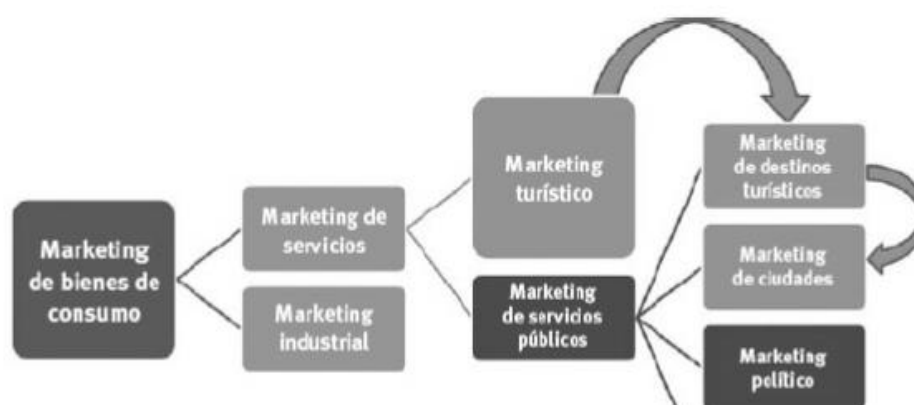 Marketing
de bienes de
consumo
Marketing de
servicios
Marketing
industrial
Marketing
turístico
Marketing
de servicios
públicos
Marketing
de destinos
turísticos
Marketing
de ciudades
Marketing
político